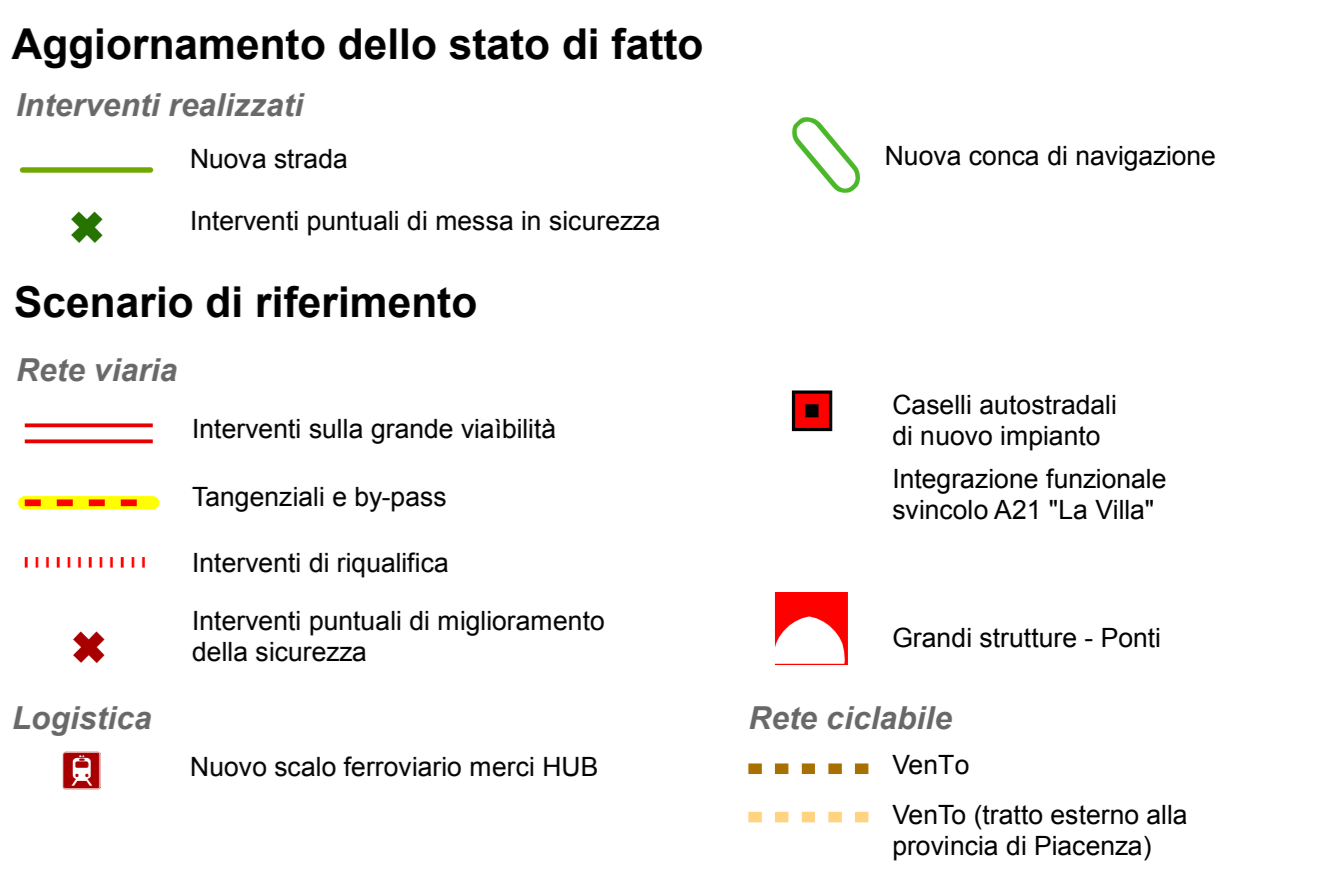 Aggiornamento dello stato di fatto
Interventi realizzati
Nuova strada
Interventi puntuali di messa in sicurezza
Nuova conca di navigazione
Scenario di riferimento
Rete viaria
Interventi sulla grande viaìbilità
Tangenziali e by-pass
Interventi di riqualifica
Interventi puntuali di miglioramento
della sicurezza
Caselli autostradali
di nuovo impianto
Integrazione funzionale
svincolo A21 "La Villa"
Grandi strutture - Ponti
Logistica
Nuovo scalo ferroviario merci HUB
Rete ciclabile
VenTo
VenTo (tratto esterno alla
provincia di Piacenza)